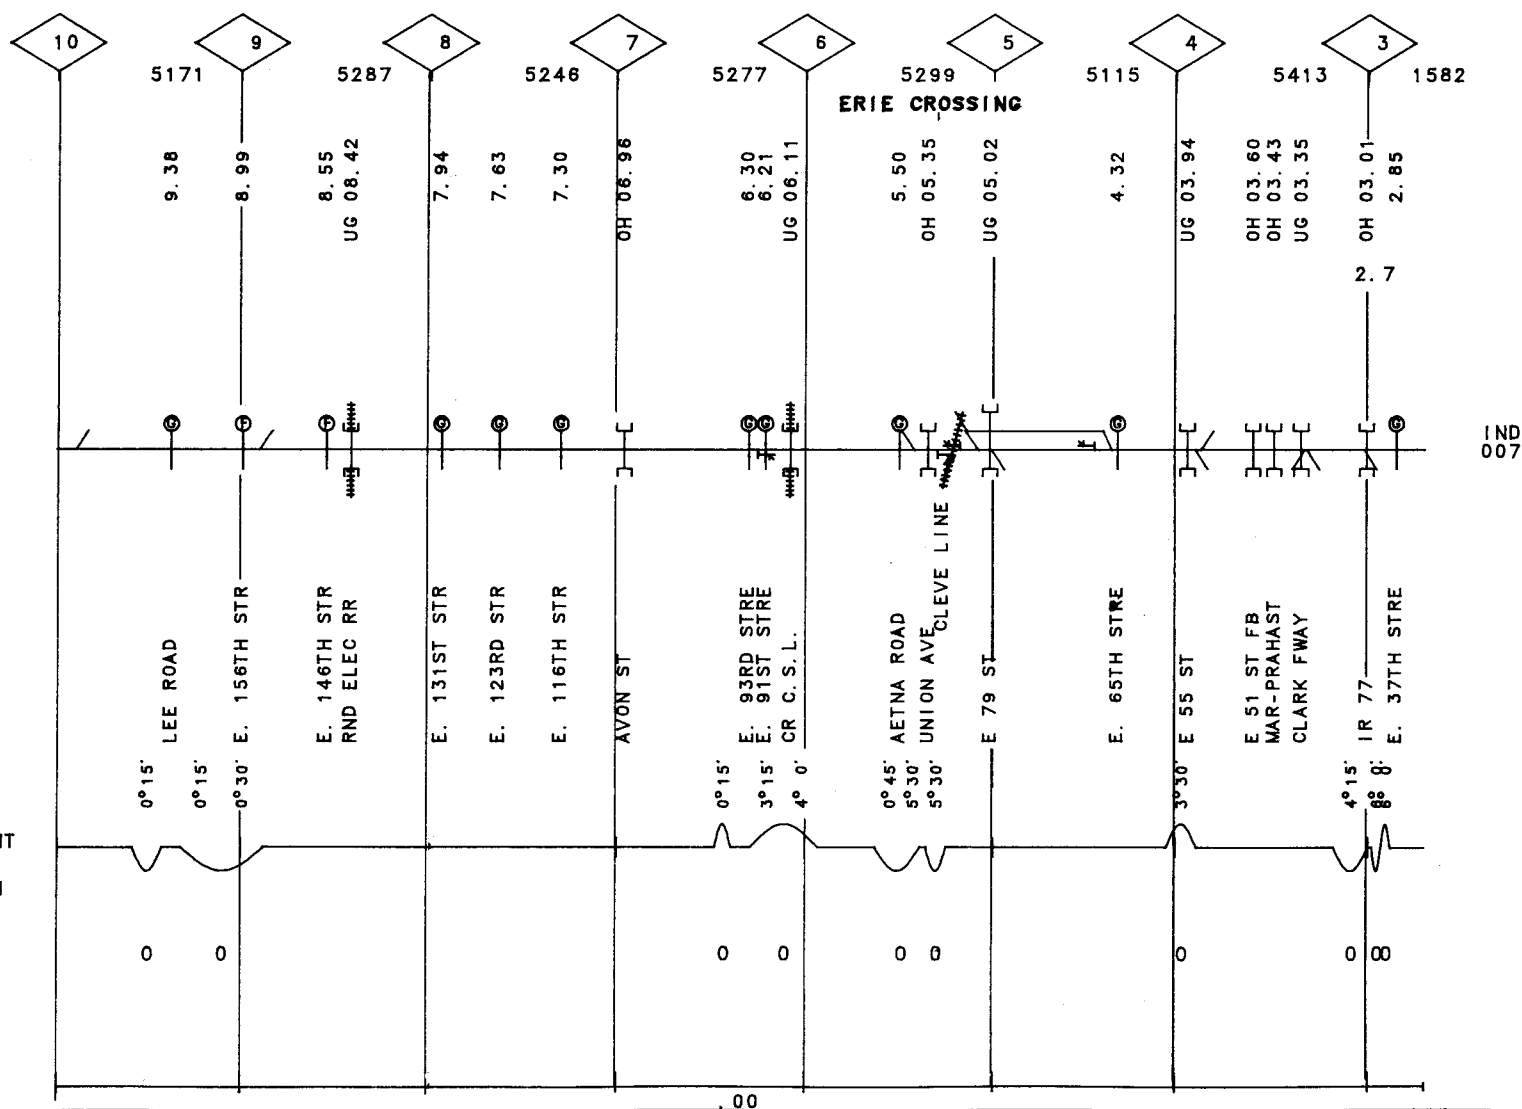 10 9 8 7 6 5 4 3
5171 5287 5246 5277 5299 5115 5413 1582
ERIE CROSSING
9.38
8.99
8.55
UG 08.42
7.94
7.63
7.30
OH 06.96
6.30
6.21
UG 06.11
5.50
OH 05.35
UG 05.02
4.32
UG 03.94
OH 03.60
OH 03.43
UG 03.35
OH 03.01
2.85
2.7
IND
007
LEE ROAD
E. 156TH STR
E. 146TH STR
RND ELEC RR
E. 131ST STR
E. 123RD STR
E. 116TH STR
AVON ST
E. 93RD STRE
E. 91ST STRE
CR C.S.L.
AETNA ROAD
UNION AVE
CLEVE LINE
E 79 ST
E. 65TH STRE
E 55 ST
E 51 ST FB
MAR-PRAHAST
CLARK FWAY
IR 77
E. 37TH STRE
0°15'
0°15'
0°30'
0°15'
3°15'
4° 0'
0°45'
5°30'
5°30'
3°30'
4°15'
6° 0'
6° 0'
0 0 0 0 0 0 0 0 0 0
.00